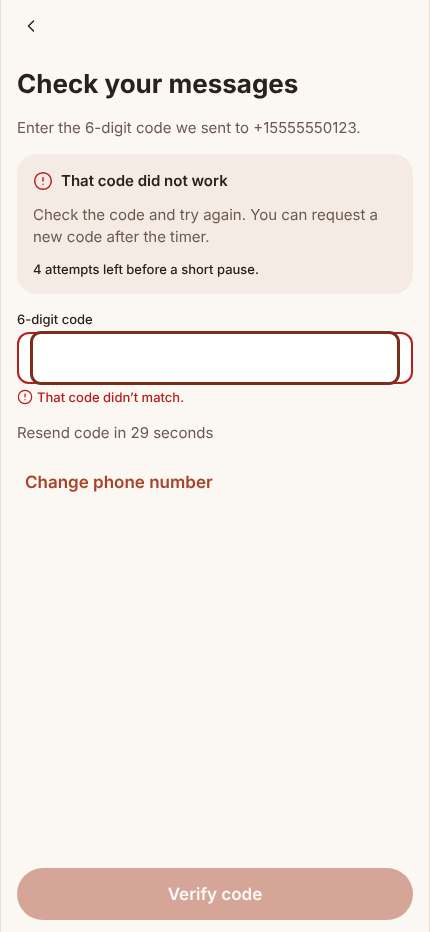 Check your messages
Enter the 6-digit code we sent to +15555550123.
That code did not work
Check the code and try again. You can request a
new code after the timer.
4 attempts left before a short pause.
6-digit code
That code didn’t match.
Resend code in 29 seconds
Change phone number
Verify code